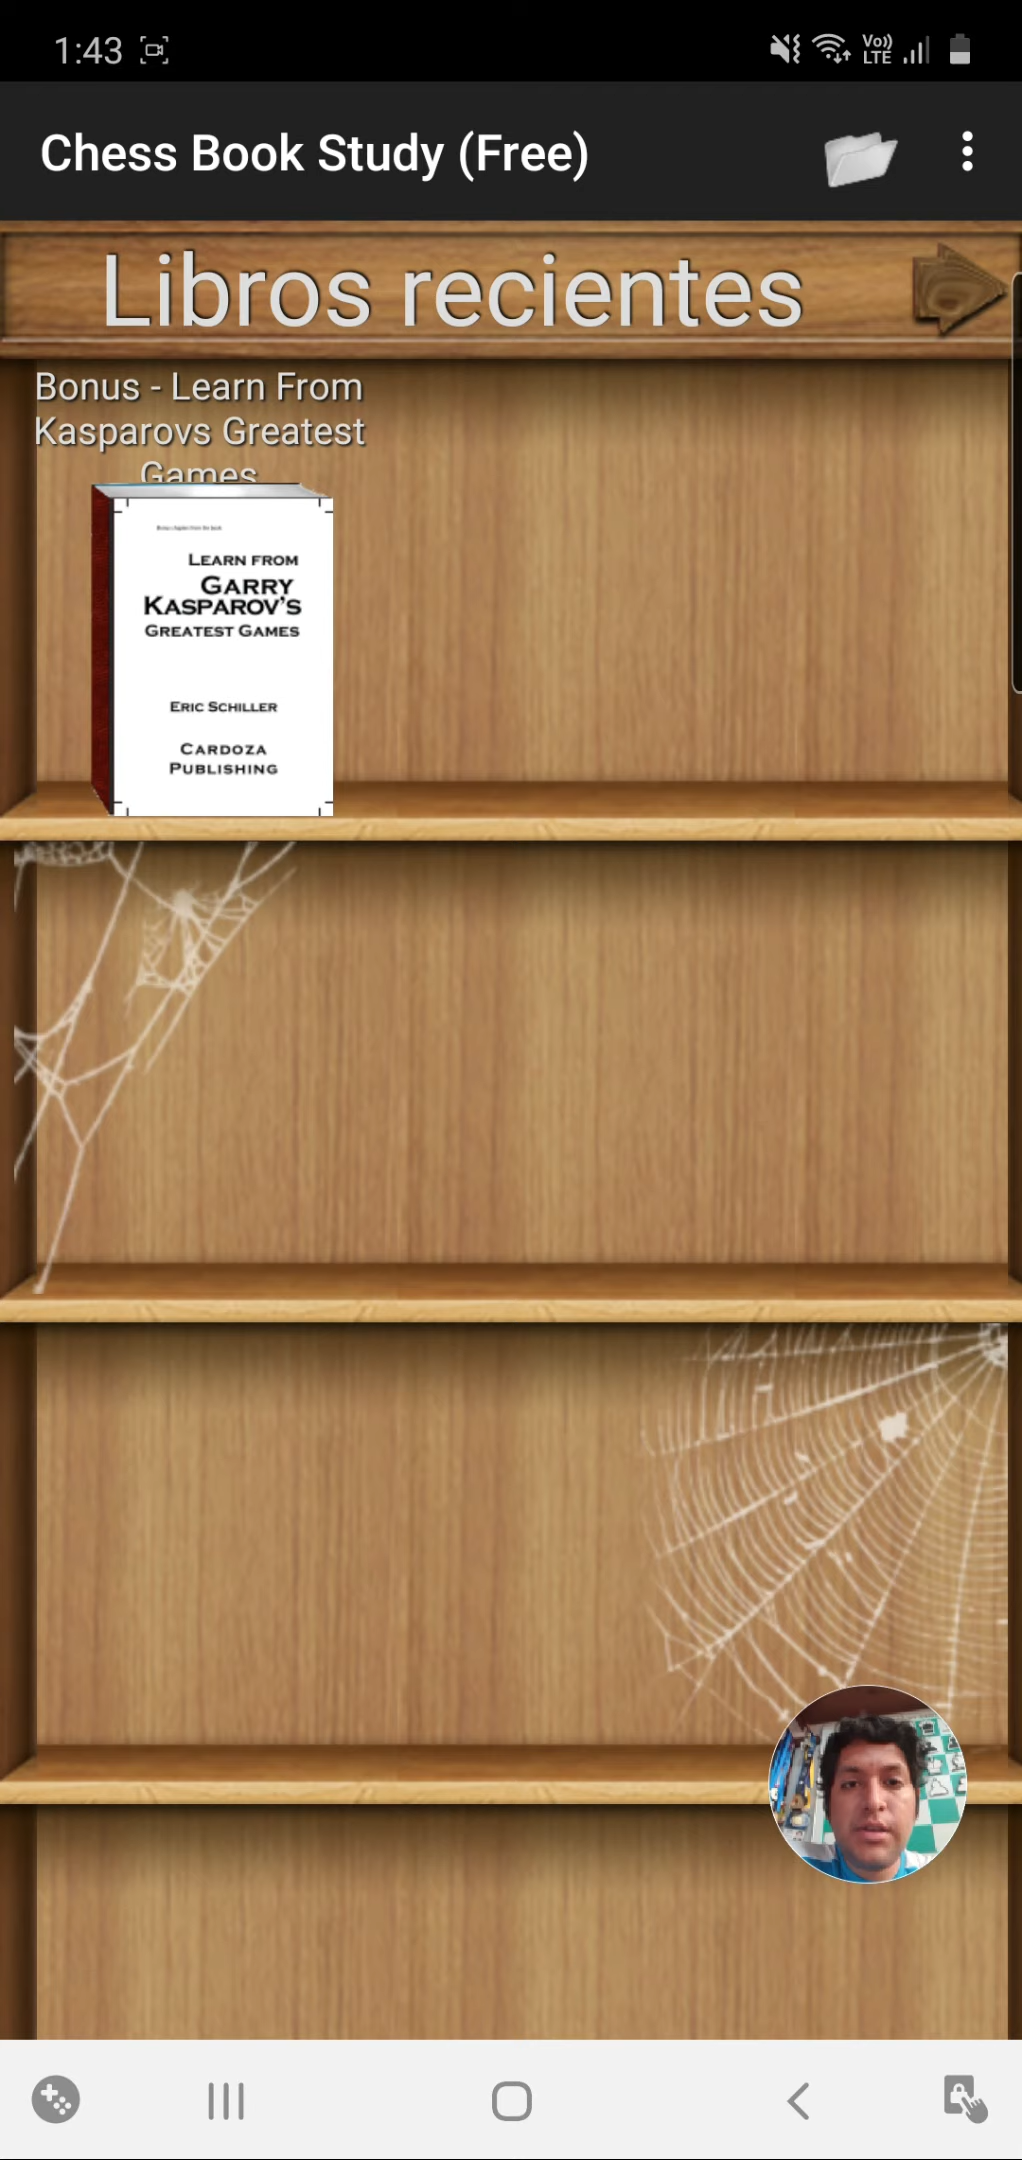 1:43
Vo))
LTE
Chess Book Study (Free)
Libros recientes
Bonus - Learn From
Kasparovs Greatest
Games
LEARN FROM
GARRY
KASPAROV'S
GREATEST GAMES
ERIC SCHILLER
CARDOZA
PUBLISHING